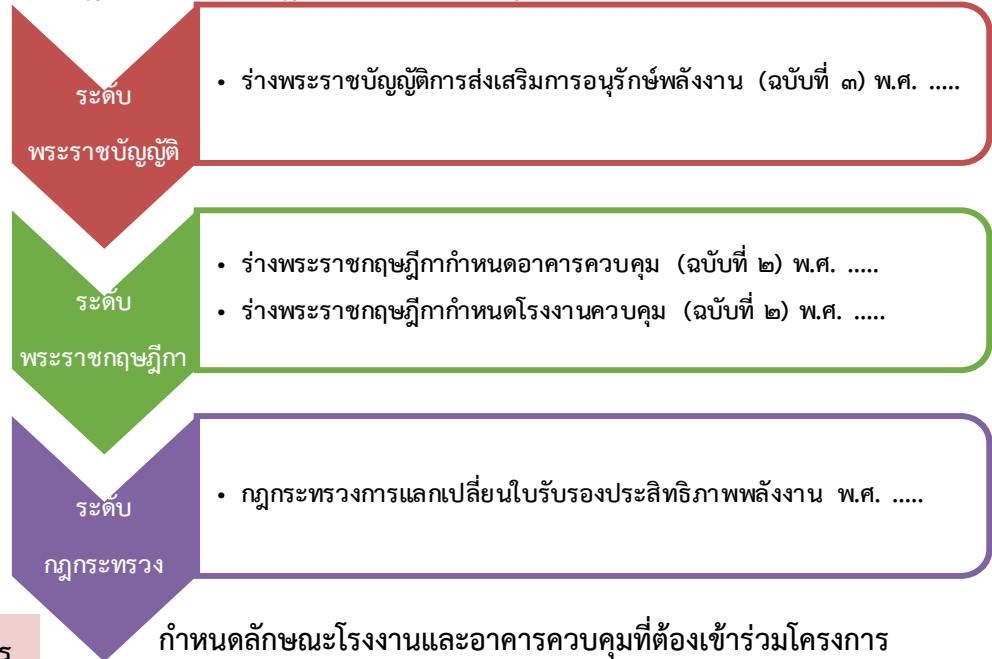 ระดับ
พระราชบัญญัติ
• ร่างพระราชบัญญัติการส่งเสริมการอนุรักษ์พลังงาน (ฉบับที่ ๓) พ.ศ. .....
ระดับ
พระราชกฤษฎีกา
• ร่างพระราชกฤษฎีกากำหนดอาคารควบคุม (ฉบับที่ ๒) พ.ศ. .....
• ร่างพระราชกฤษฎีกากำหนดโรงงานควบคุม (ฉบับที่ ๒) พ.ศ. .....
ระดับ
กฎกระทรวง
• กฎกระทรวงการแลกเปลี่ยนใบรับรองประสิทธิภาพพลังงาน พ.ศ. .....
กำหนดลักษณะโรงงานและอาคารควบคุมที่ต้องเข้าร่วมโครงการ